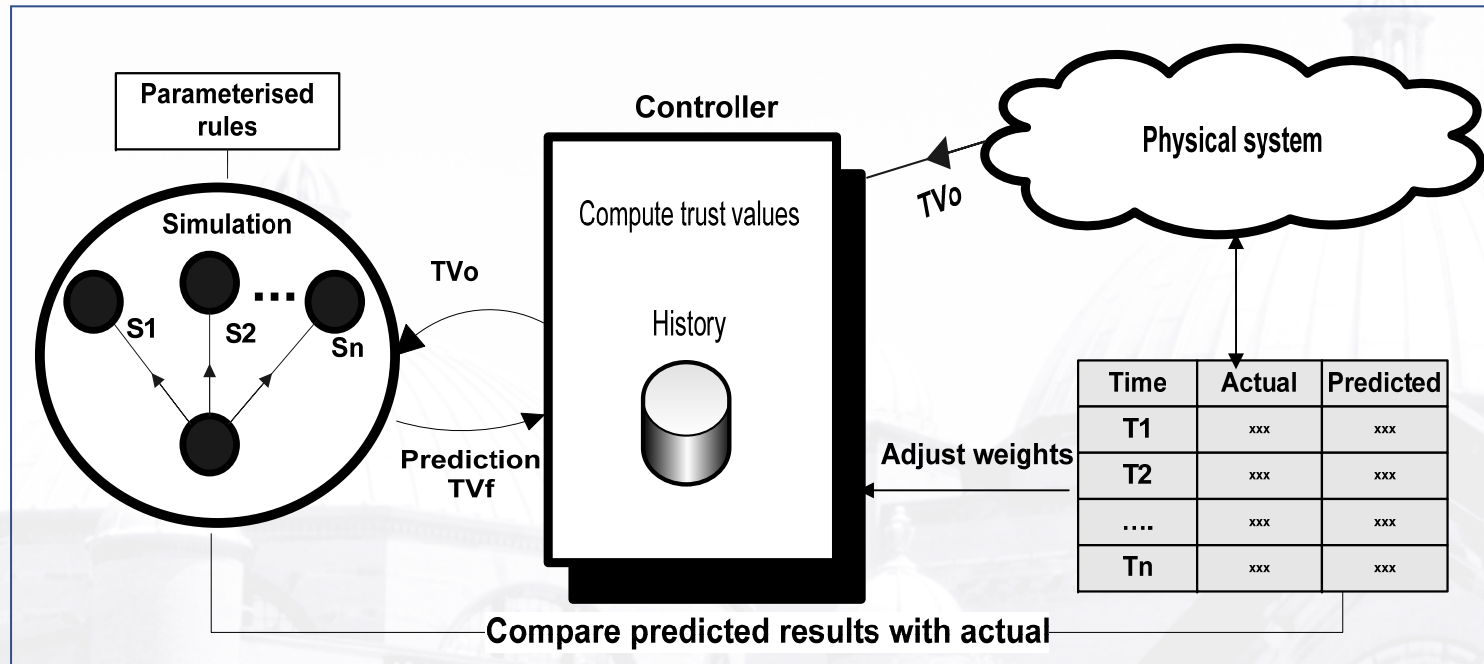 Parameterised
rules
Simulation
S1
S2
...
Sn
TVo
Prediction
TVf
Controller
Compute trust values
History
TVo
Physical system
Adjust weights
Time Actual Predicted
T1 xxx xxx
T2 xxx xxx
.... xxx xxx
Tn xxx xxx
Compare predicted results with actual